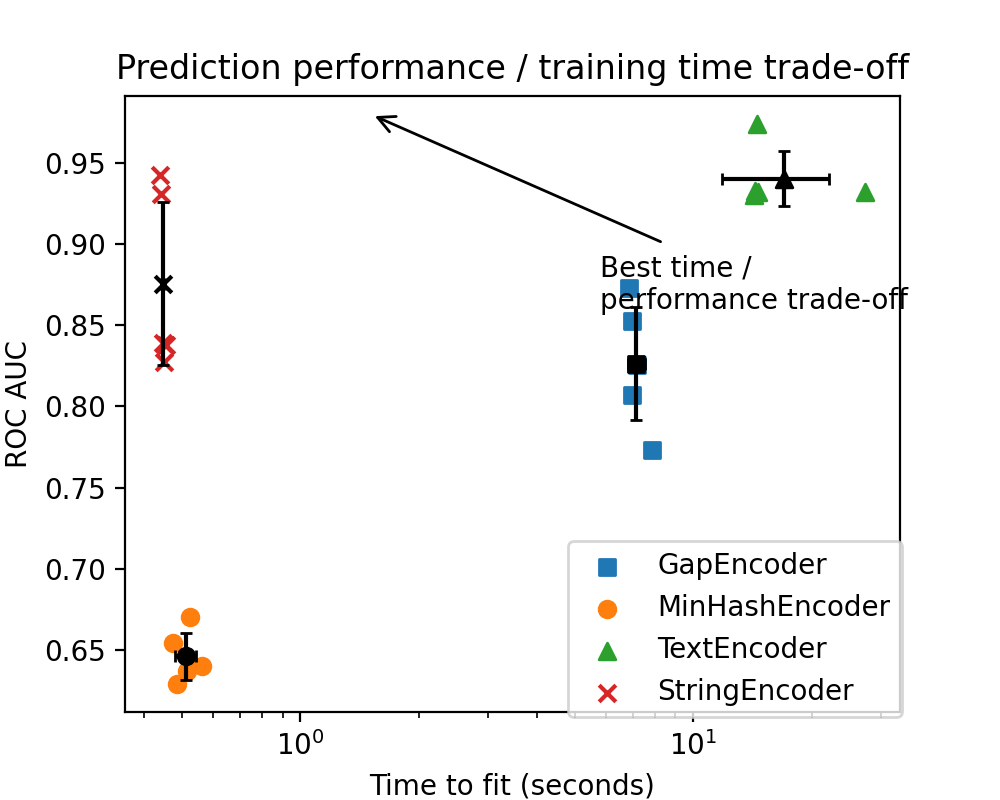 Prediction performance / training time trade-off
0.95
0.90
0.85
0.80
0.75
0.70
0.65
ROC AUC
Best time /
performance trade-off
GapEncoder
MinHashEncoder
TextEncoder
StringEncoder
10⁰
10¹
Time to fit (seconds)